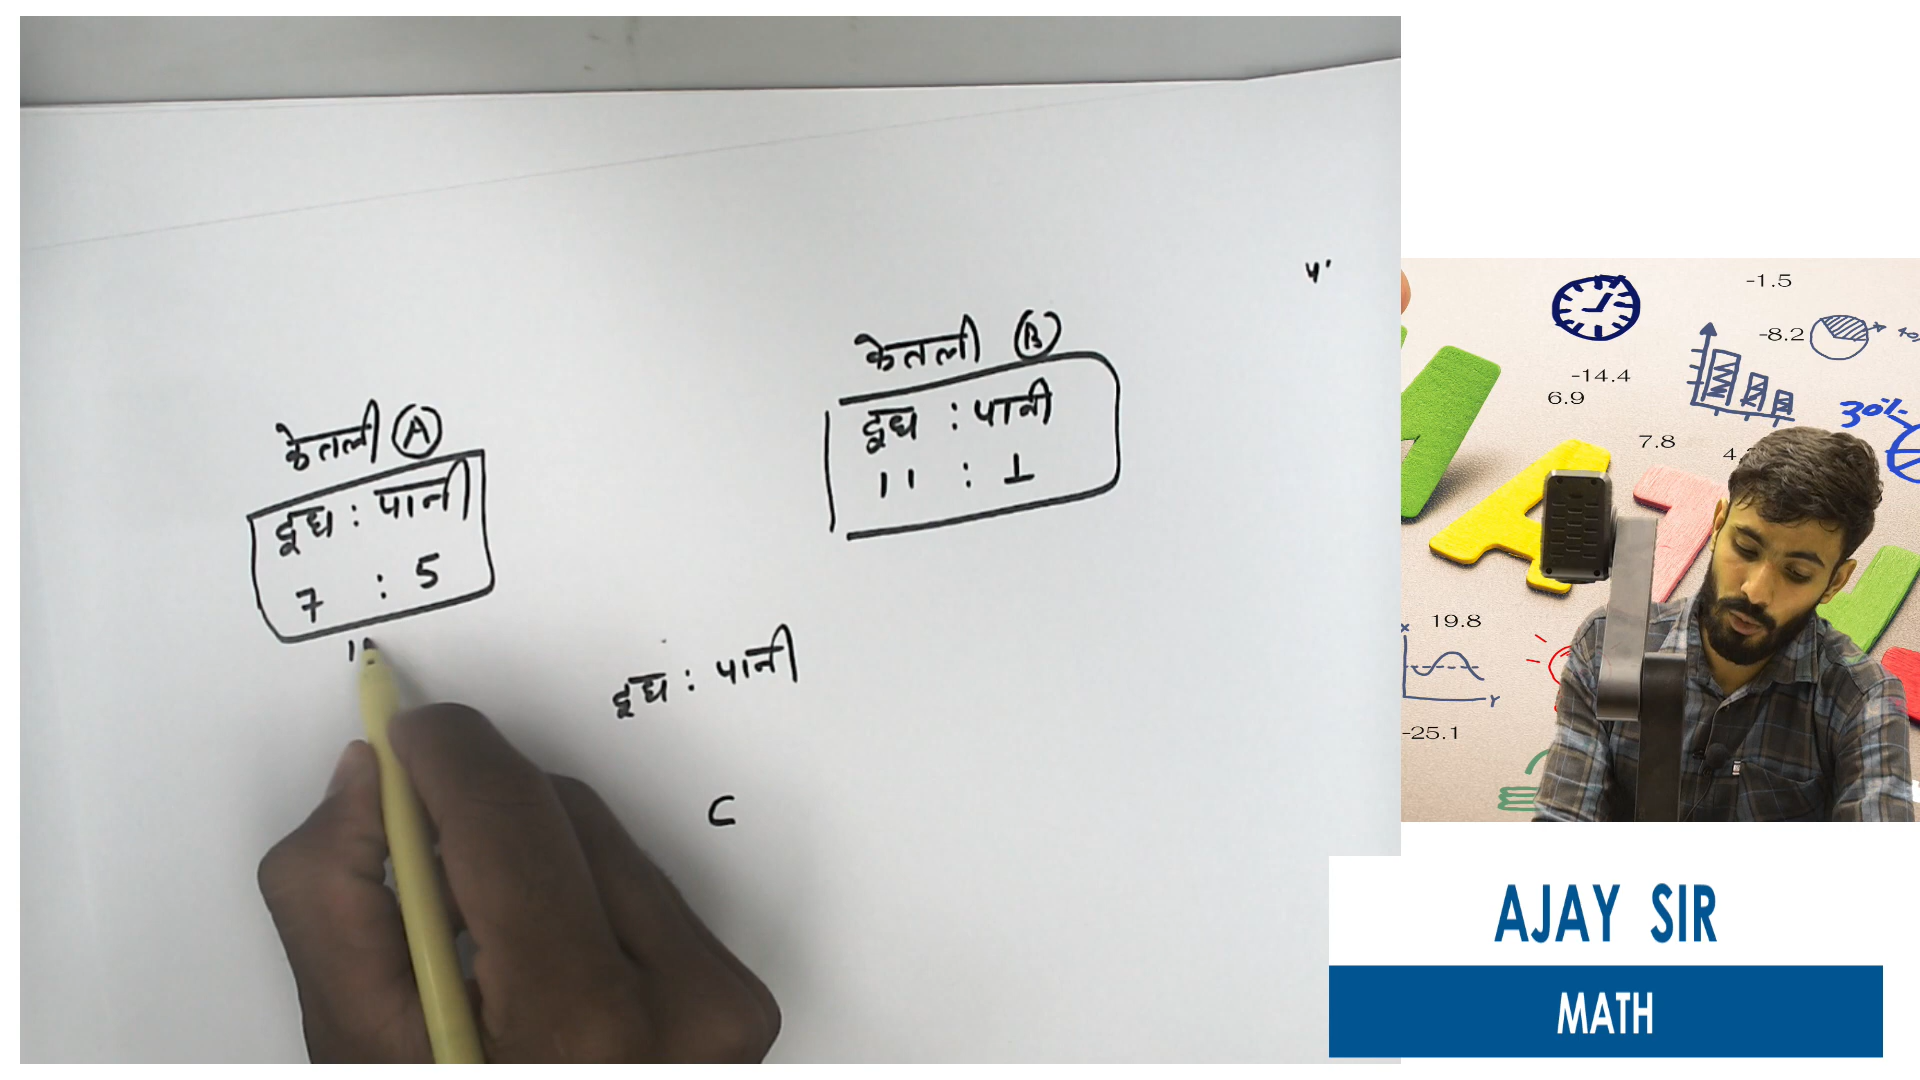 केतली (A)
दूध : पानी
7 : 5
केतली (B)
दूध : पानी
11 : 1
दूध : पानी
C
-1.5
-8.2
-14.4
6.9
30%
7.8
19.8
X
Y
-25.1
AJAY SIR
MATH